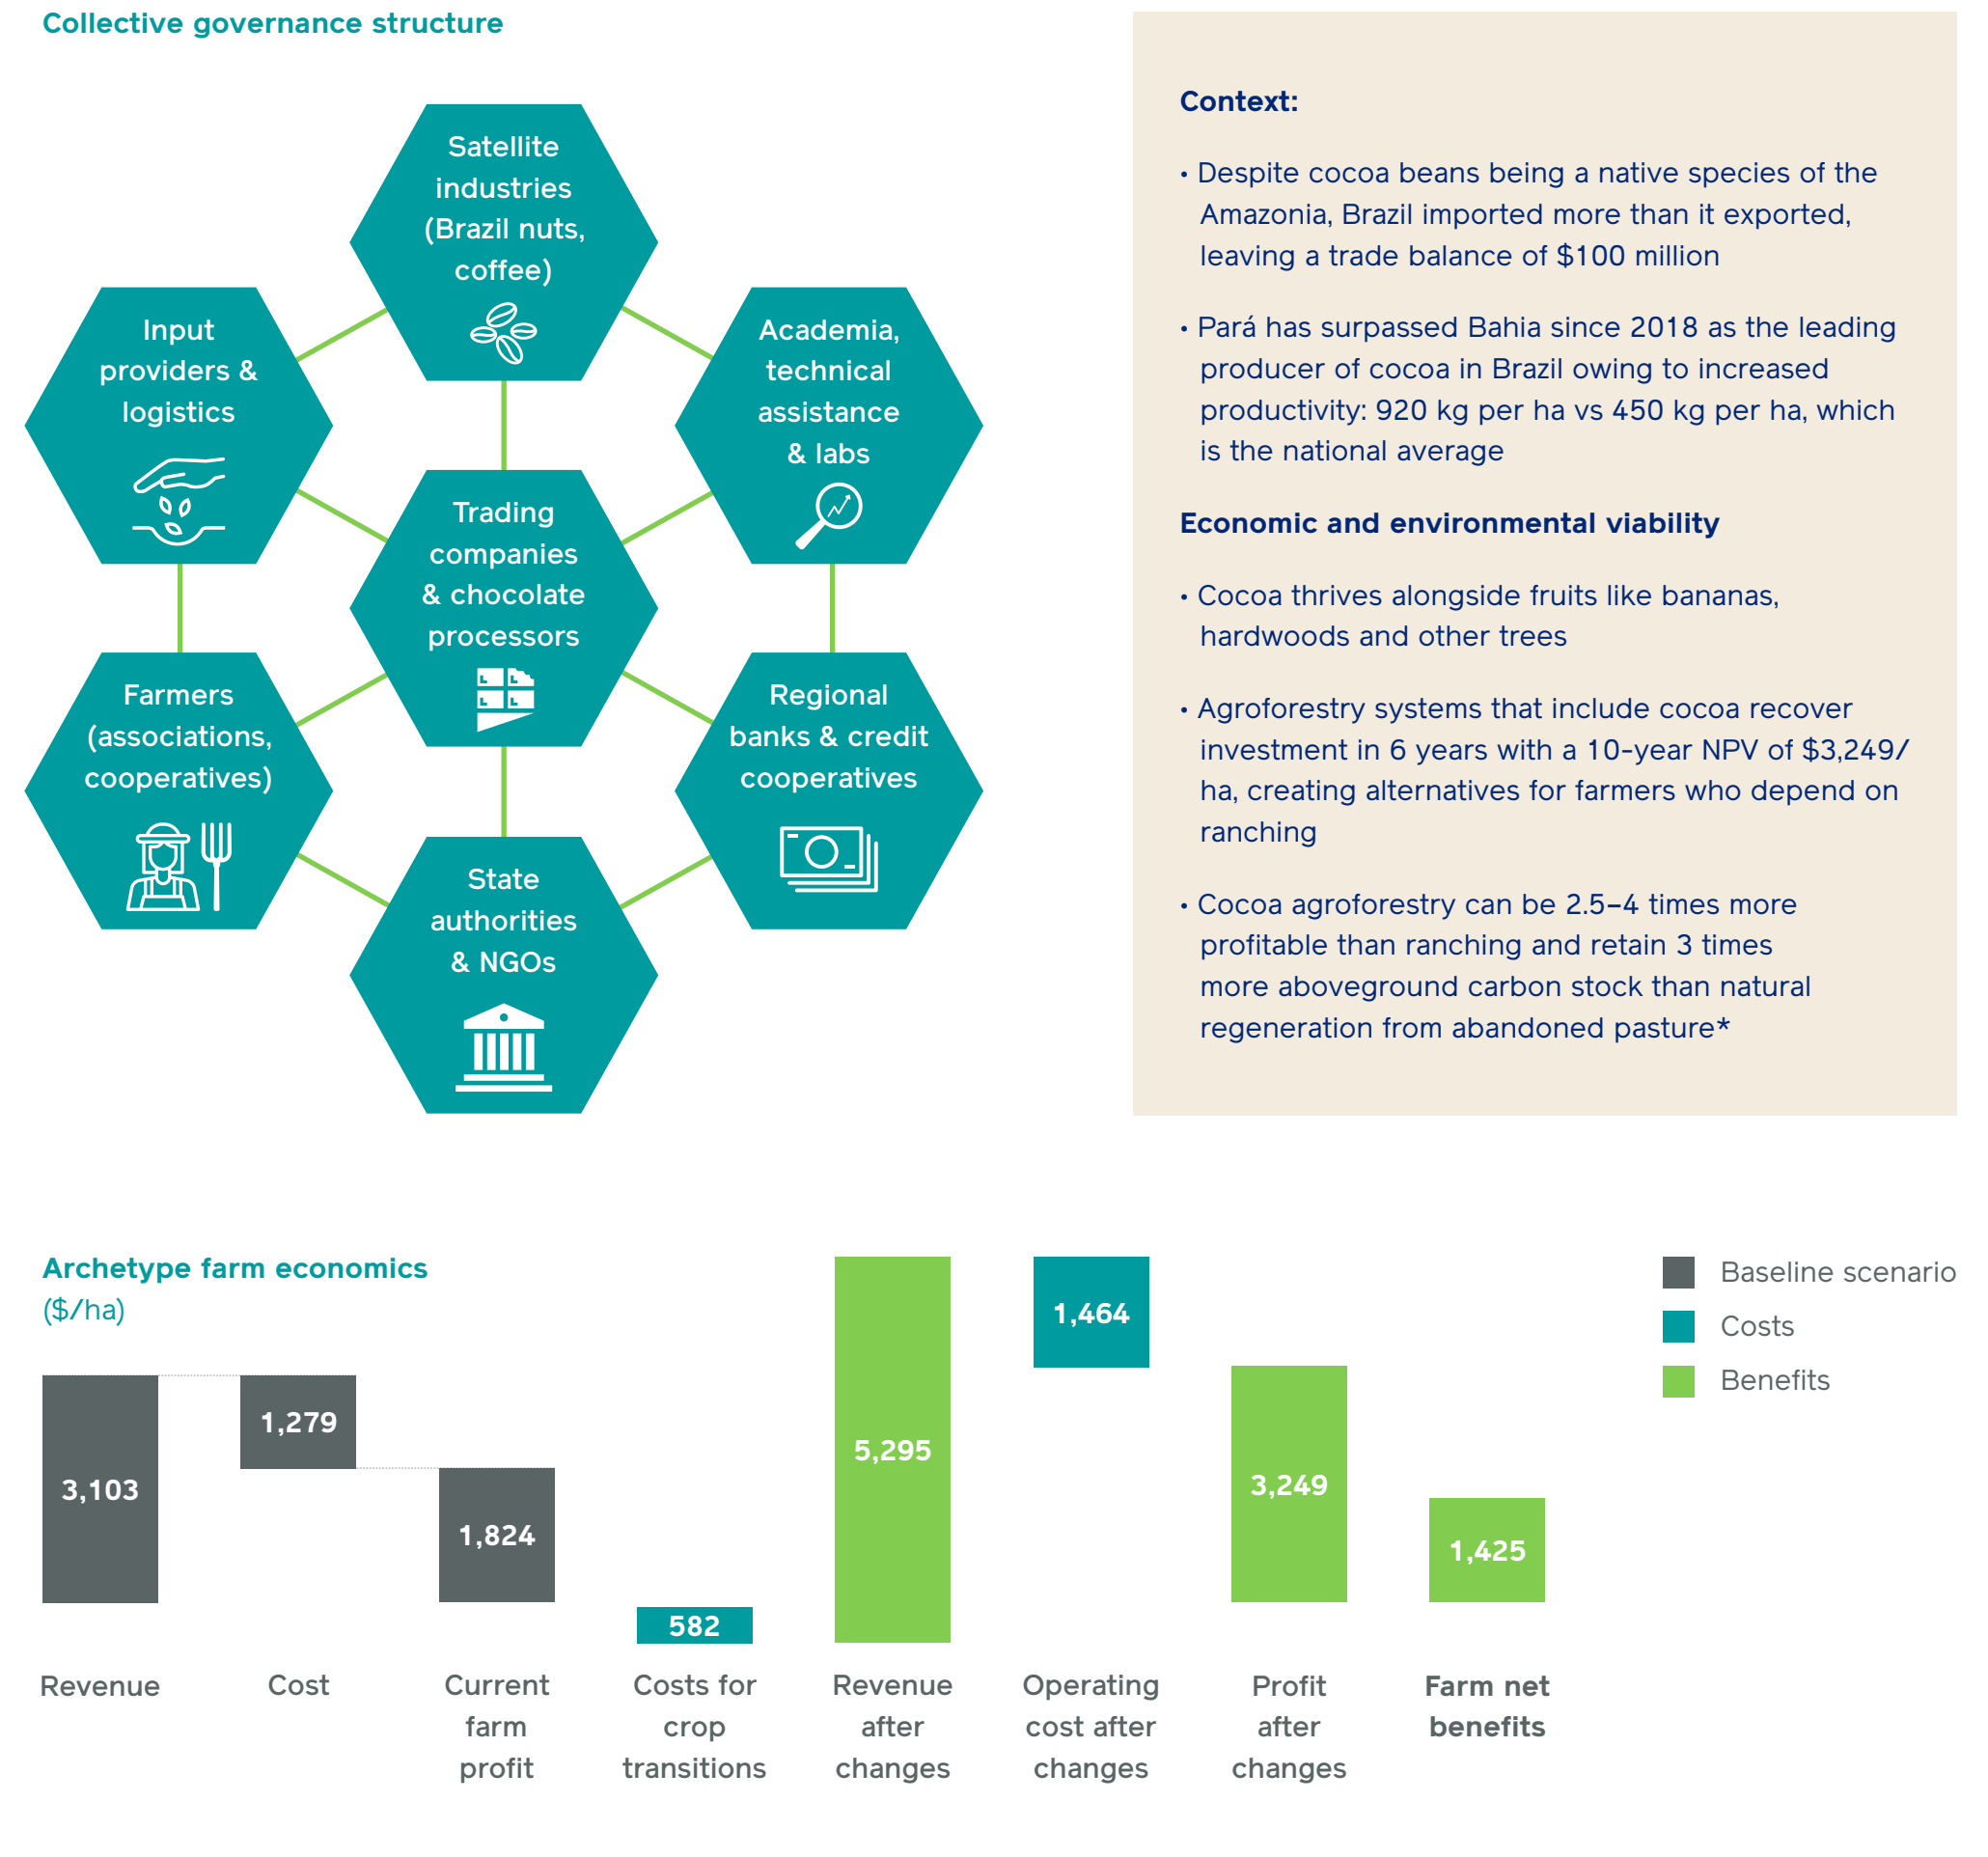 Collective governance structure
Satellite
industries
(Brazil nuts,
coffee)
Input
providers &
logistics
Academia,
technical
assistance
& labs
Trading
companies
& chocolate
processors
Farmers
(associations,
cooperatives)
Regional
banks & credit
cooperatives
State
authorities
& NGOs
Context:
• Despite cocoa beans being a native species of the
Amazonia, Brazil imported more than it exported,
leaving a trade balance of $100 million
• Pará has surpassed Bahia since 2018 as the leading
producer of cocoa in Brazil owing to increased
productivity: 920 kg per ha vs 450 kg per ha, which
is the national average
Economic and environmental viability
• Cocoa thrives alongside fruits like bananas,
hardwoods and other trees
• Agroforestry systems that include cocoa recover
investment in 6 years with a 10-year NPV of $3,249/
ha, creating alternatives for farmers who depend on
ranching
• Cocoa agroforestry can be 2.5–4 times more
profitable than ranching and retain 3 times
more aboveground carbon stock than natural
regeneration from abandoned pasture*
Archetype farm economics
($/ha)
Baseline scenario
Costs
Benefits
3,103
1,279
1,824
582
5,295
1,464
3,249
1,425
Revenue
Cost
Current
farm
profit
Costs for
crop
transitions
Revenue
after
changes
Operating
cost after
changes
Profit
after
changes
Farm net
benefits